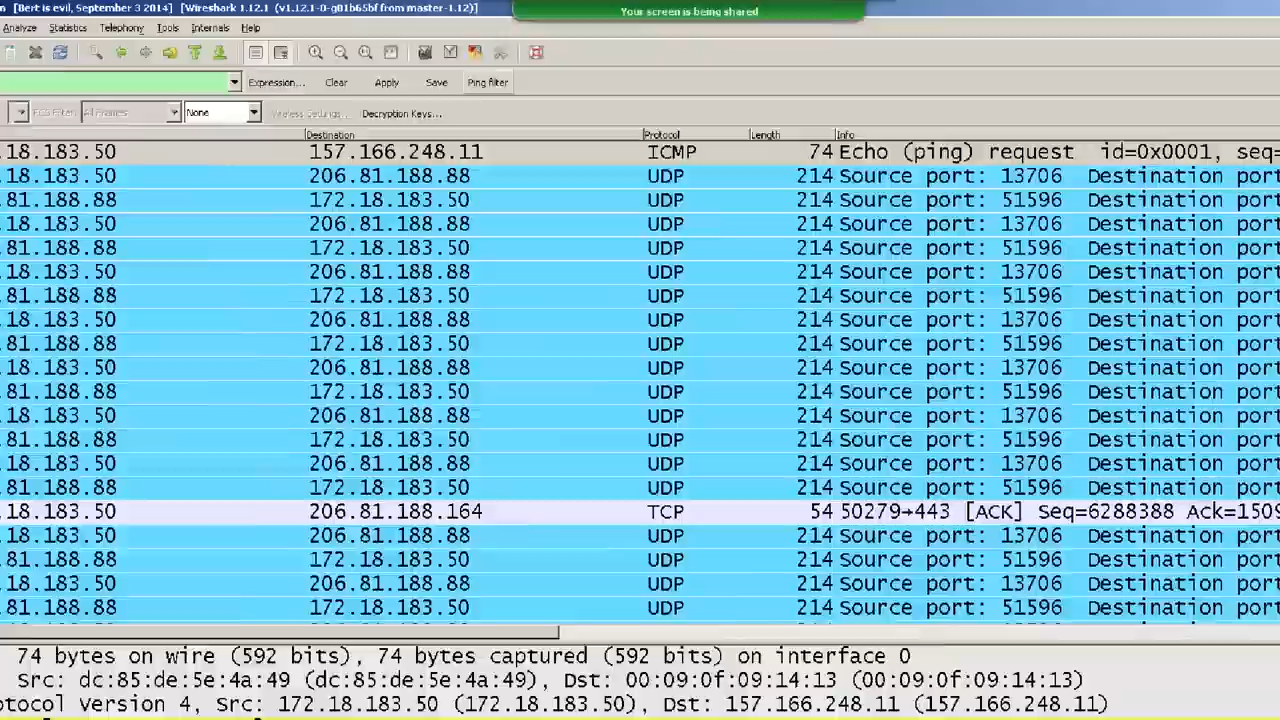 n [Bert is evil, September 3 2014] [Wireshark 1.12.1 (v1.12.1-0-g01b65bf from master-1.12)]
Your screen is being shared
Analyze Statistics Telephony Tools Internals Help
Expression... Clear Apply Save Ping filter
FCS Filter: All Frames None Wireless Settings... Decryption Keys...
Destination Protocol Length Info
.18.183.50 157.166.248.11 ICMP 74 Echo (ping) request id=0x0001, seq=
.18.183.50 206.81.188.88 UDP 214 Source port: 13706 Destination port
.81.188.88 172.18.183.50 UDP 214 Source port: 51596 Destination port
.18.183.50 206.81.188.88 UDP 214 Source port: 13706 Destination port
.81.188.88 172.18.183.50 UDP 214 Source port: 51596 Destination port
.18.183.50 206.81.188.88 UDP 214 Source port: 13706 Destination port
.81.188.88 172.18.183.50 UDP 214 Source port: 51596 Destination port
.18.183.50 206.81.188.88 UDP 214 Source port: 13706 Destination port
.81.188.88 172.18.183.50 UDP 214 Source port: 51596 Destination port
.18.183.50 206.81.188.88 UDP 214 Source port: 13706 Destination port
.81.188.88 172.18.183.50 UDP 214 Source port: 51596 Destination port
.18.183.50 206.81.188.88 UDP 214 Source port: 13706 Destination port
.81.188.88 172.18.183.50 UDP 214 Source port: 51596 Destination port
.18.183.50 206.81.188.88 UDP 214 Source port: 13706 Destination port
.81.188.88 172.18.183.50 UDP 214 Source port: 51596 Destination port
.18.183.50 206.81.188.164 TCP 54 50279→443 [ACK] Seq=6288388 Ack=1509
.18.183.50 206.81.188.88 UDP 214 Source port: 13706 Destination port
.81.188.88 172.18.183.50 UDP 214 Source port: 51596 Destination port
.18.183.50 206.81.188.88 UDP 214 Source port: 13706 Destination port
.81.188.88 172.18.183.50 UDP 214 Source port: 51596 Destination port
74 bytes on wire (592 bits), 74 bytes captured (592 bits) on interface 0
Src: dc:85:de:5e:4a:49 (dc:85:de:5e:4a:49), Dst: 00:09:0f:09:14:13 (00:09:0f:09:14:13)
otocol Version 4, Src: 172.18.183.50 (172.18.183.50), Dst: 157.166.248.11 (157.166.248.11)